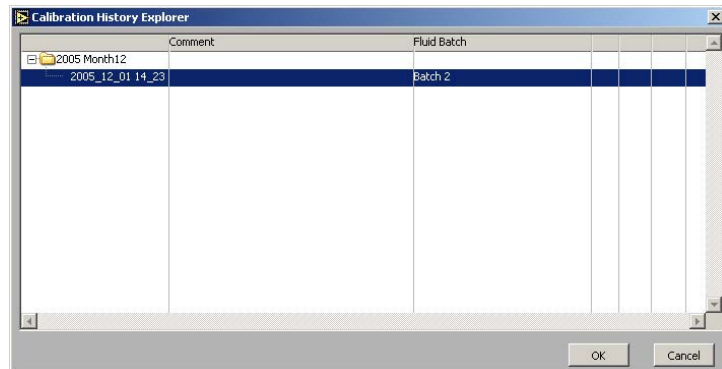 Calibration History Explorer
Comment Fluid Batch
2005 Month12
2005_12_01 14_23 Batch 2
OK Cancel